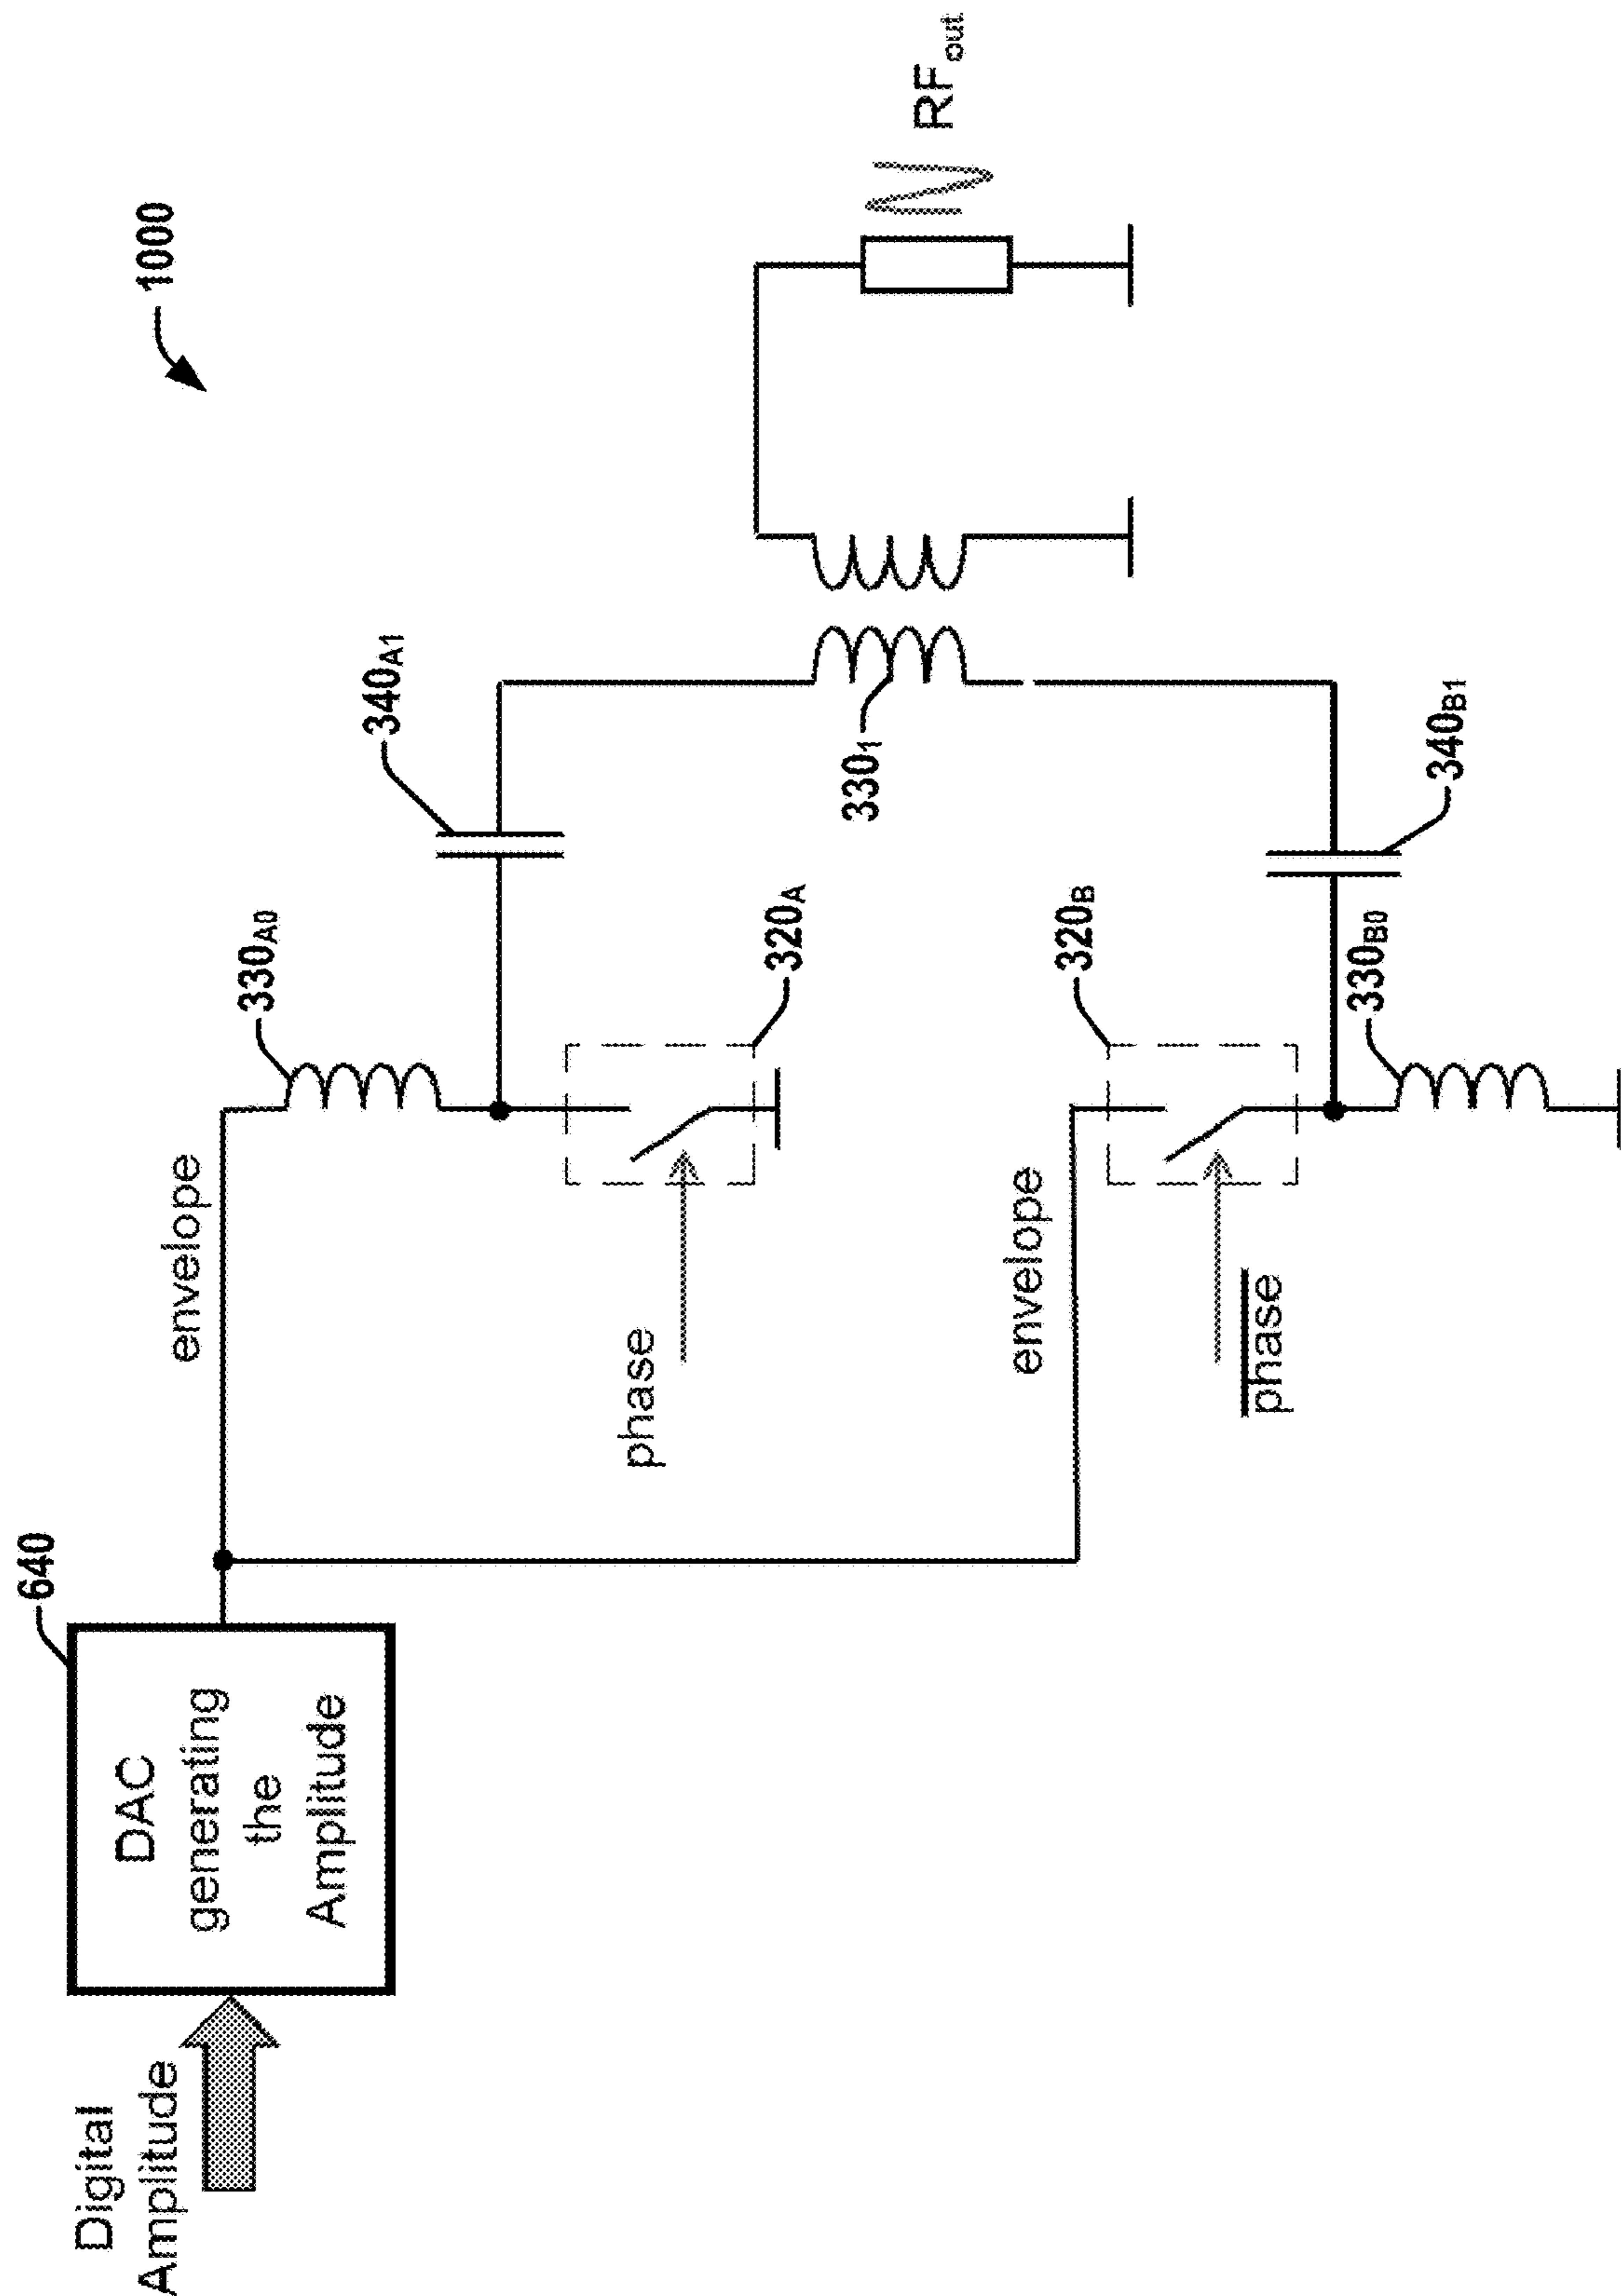 1000
Digital
Amplitude
640
DAC
generating
the
Amplitude
envelope
330A0
340A1
phase
320A
3301
RFout
envelope
320B
phase
330B0
340B1